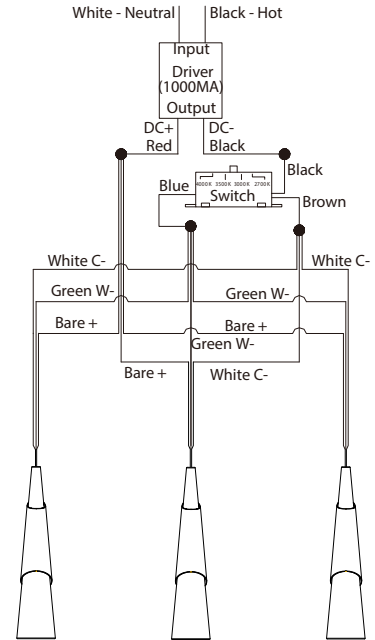 White - Neutral
Black - Hot
Input
Driver
(1000MA)
Output
DC+
Red
DC-
Black
Black
Blue
4000K 3500K 3000K 2700K
Switch
Brown
White C-
White C-
Green W-
Green W-
Bare +
Bare +
Green W-
Bare +
White C-